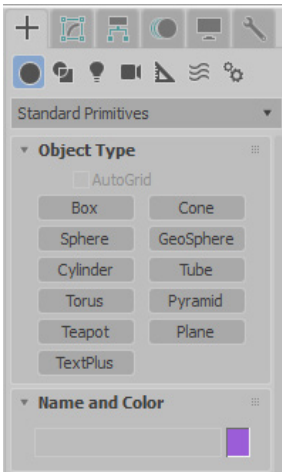 Standard Primitives
Object Type
AutoGrid
Box Cone
Sphere GeoSphere
Cylinder Tube
Torus Pyramid
Teapot Plane
TextPlus
Name and Color